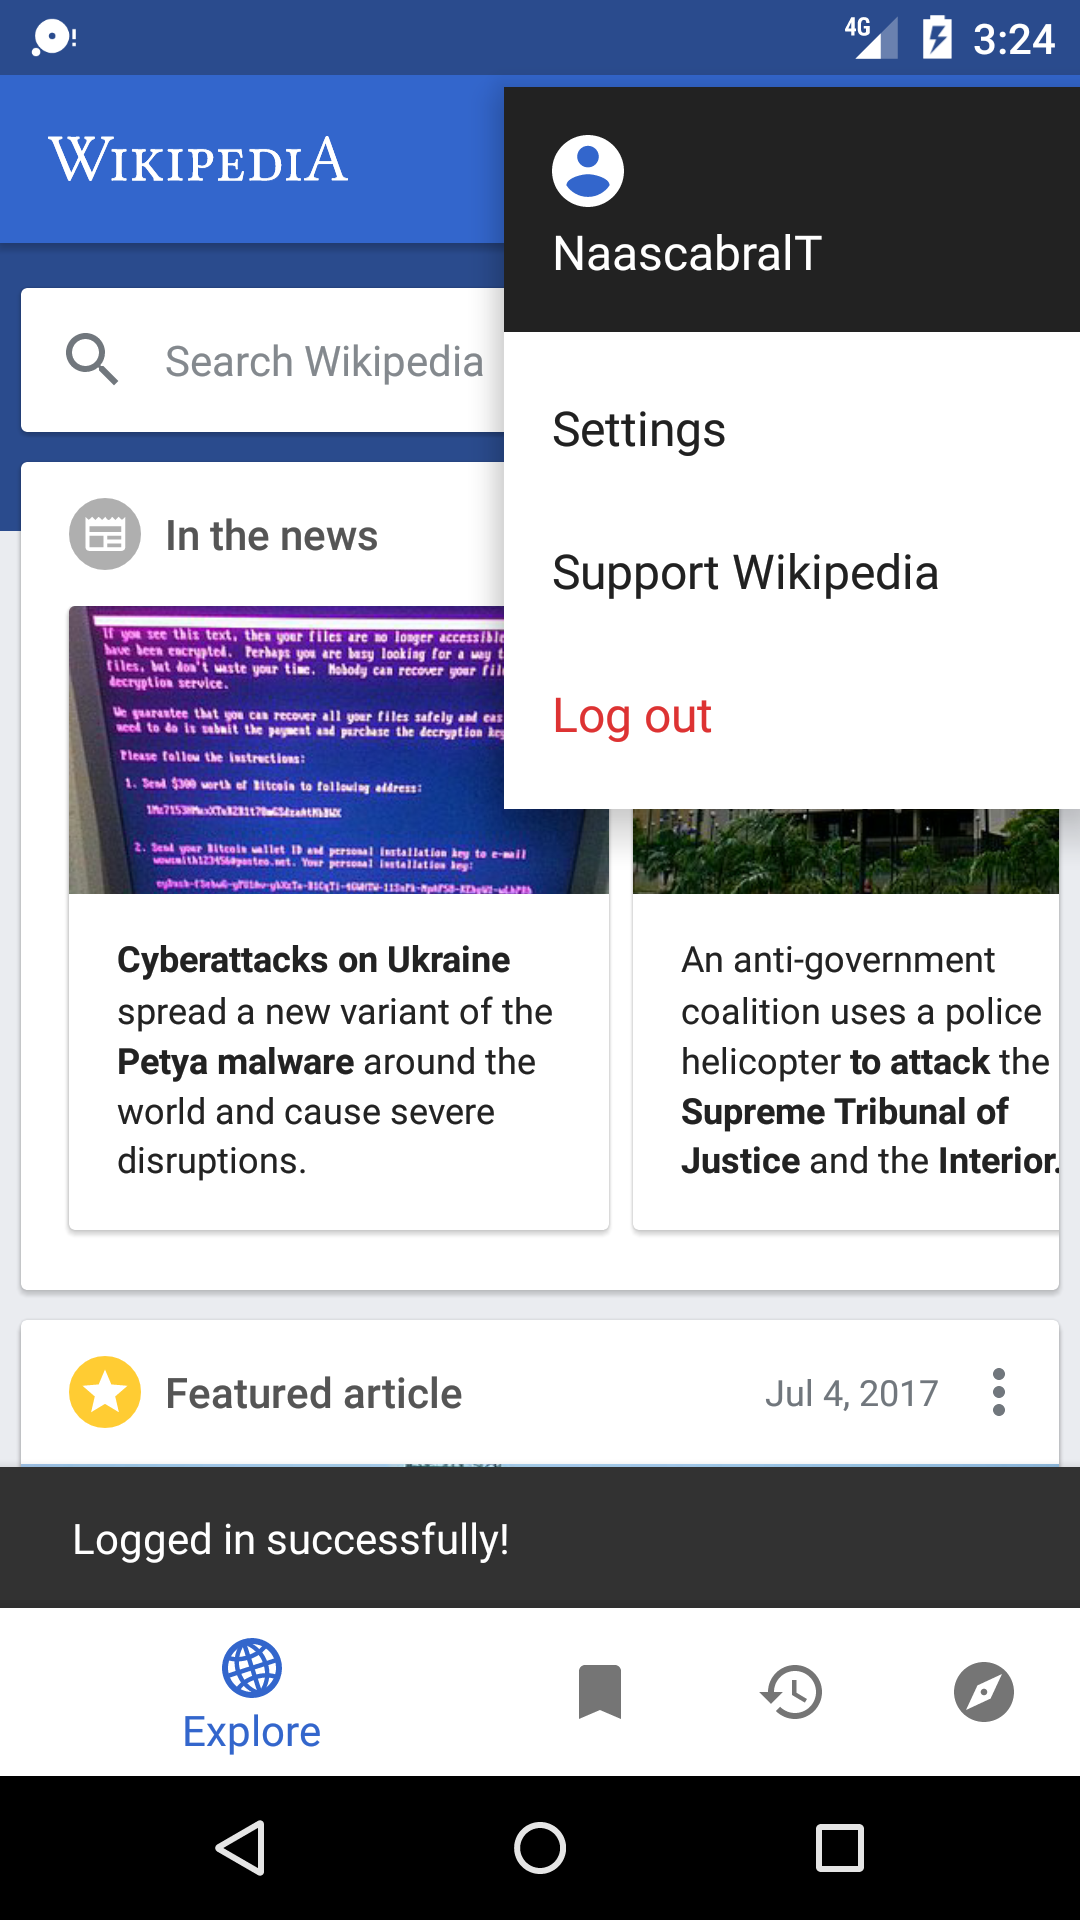 4G
3:24
WIKIPEDIA
NaascabralT
Search Wikipedia
Settings
In the news
Support Wikipedia
Log out
If you see this text, then your files are no longer accessible
have been encrypted. Perhaps you are busy looking for a way
files, but don't waste your time. Nobody can recover your
decryption service.
We guarantee that you can recover all your files safely and
need to do is submit the payment and purchase the decryption
Please follow the instructions:
1. Send $300 worth of Bitcoin to following address:
2. Send your Bitcoin wallet ID and personal installation key to e-mail
wowsmith123456@posteo.net. Your personal installation key:
Cyberattacks on Ukraine
spread a new variant of the
Petya malware around the
world and cause severe
disruptions.
An anti-government
coalition uses a police
helicopter to attack the
Supreme Tribunal of
Justice and the Interior.
Featured article
Jul 4, 2017
Logged in successfully!
Explore